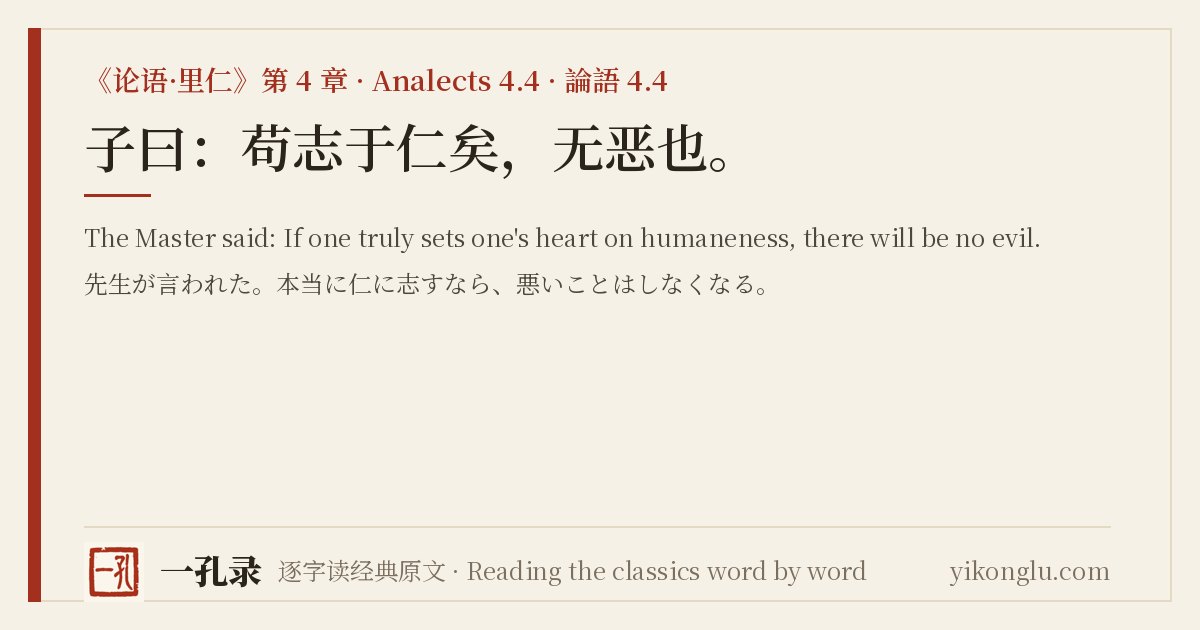 《论语·里仁》第 4 章 · Analects 4.4 · 論語 4.4
子曰：苟志于仁矣，无恶也。
The Master said: If one truly sets one's heart on humaneness, there will be no evil.
先生が言われた。本当に仁に志すなら、悪いことはしなくなる。
一孔
一孔录 逐字读经典原文 · Reading the classics word by word yikonglu.com